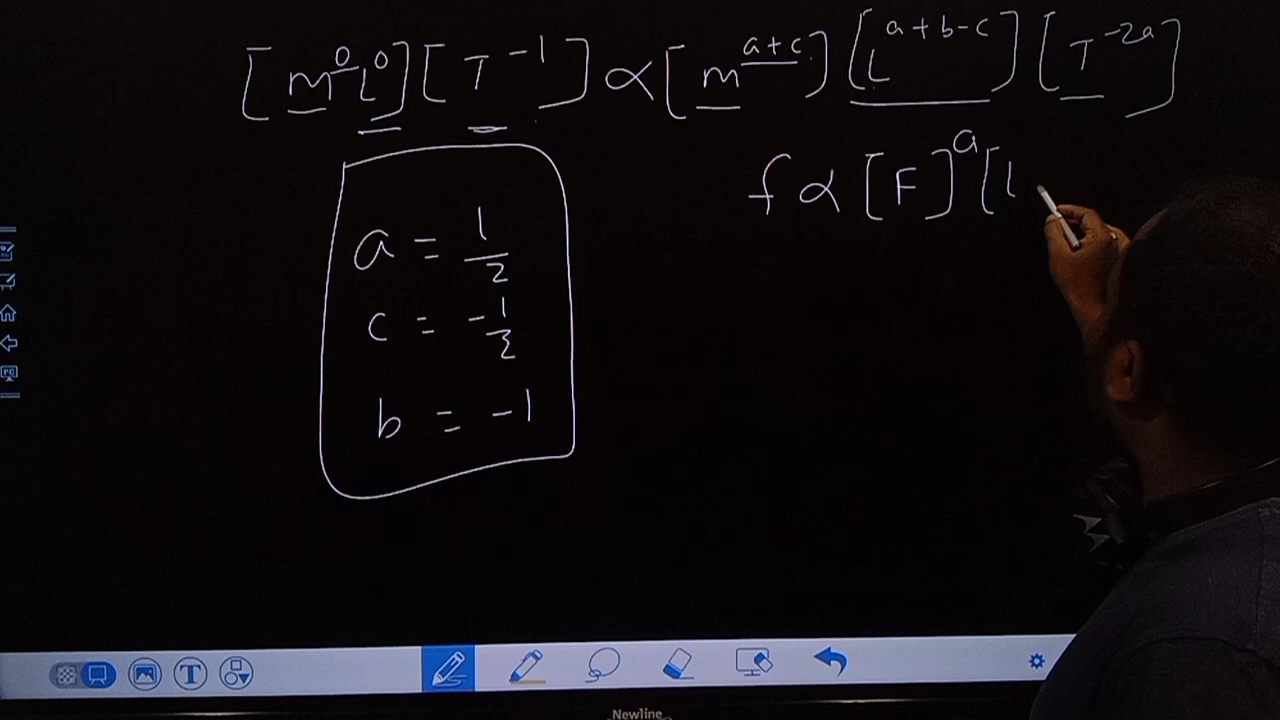 [m⁰L⁰][T⁻¹] ∝ [m^(a+c)][L^(a+b-c)][T^(-2a)]
f ∝ [F]^a [l
a = 1/2
c = -1/2
b = -1
T
Newline